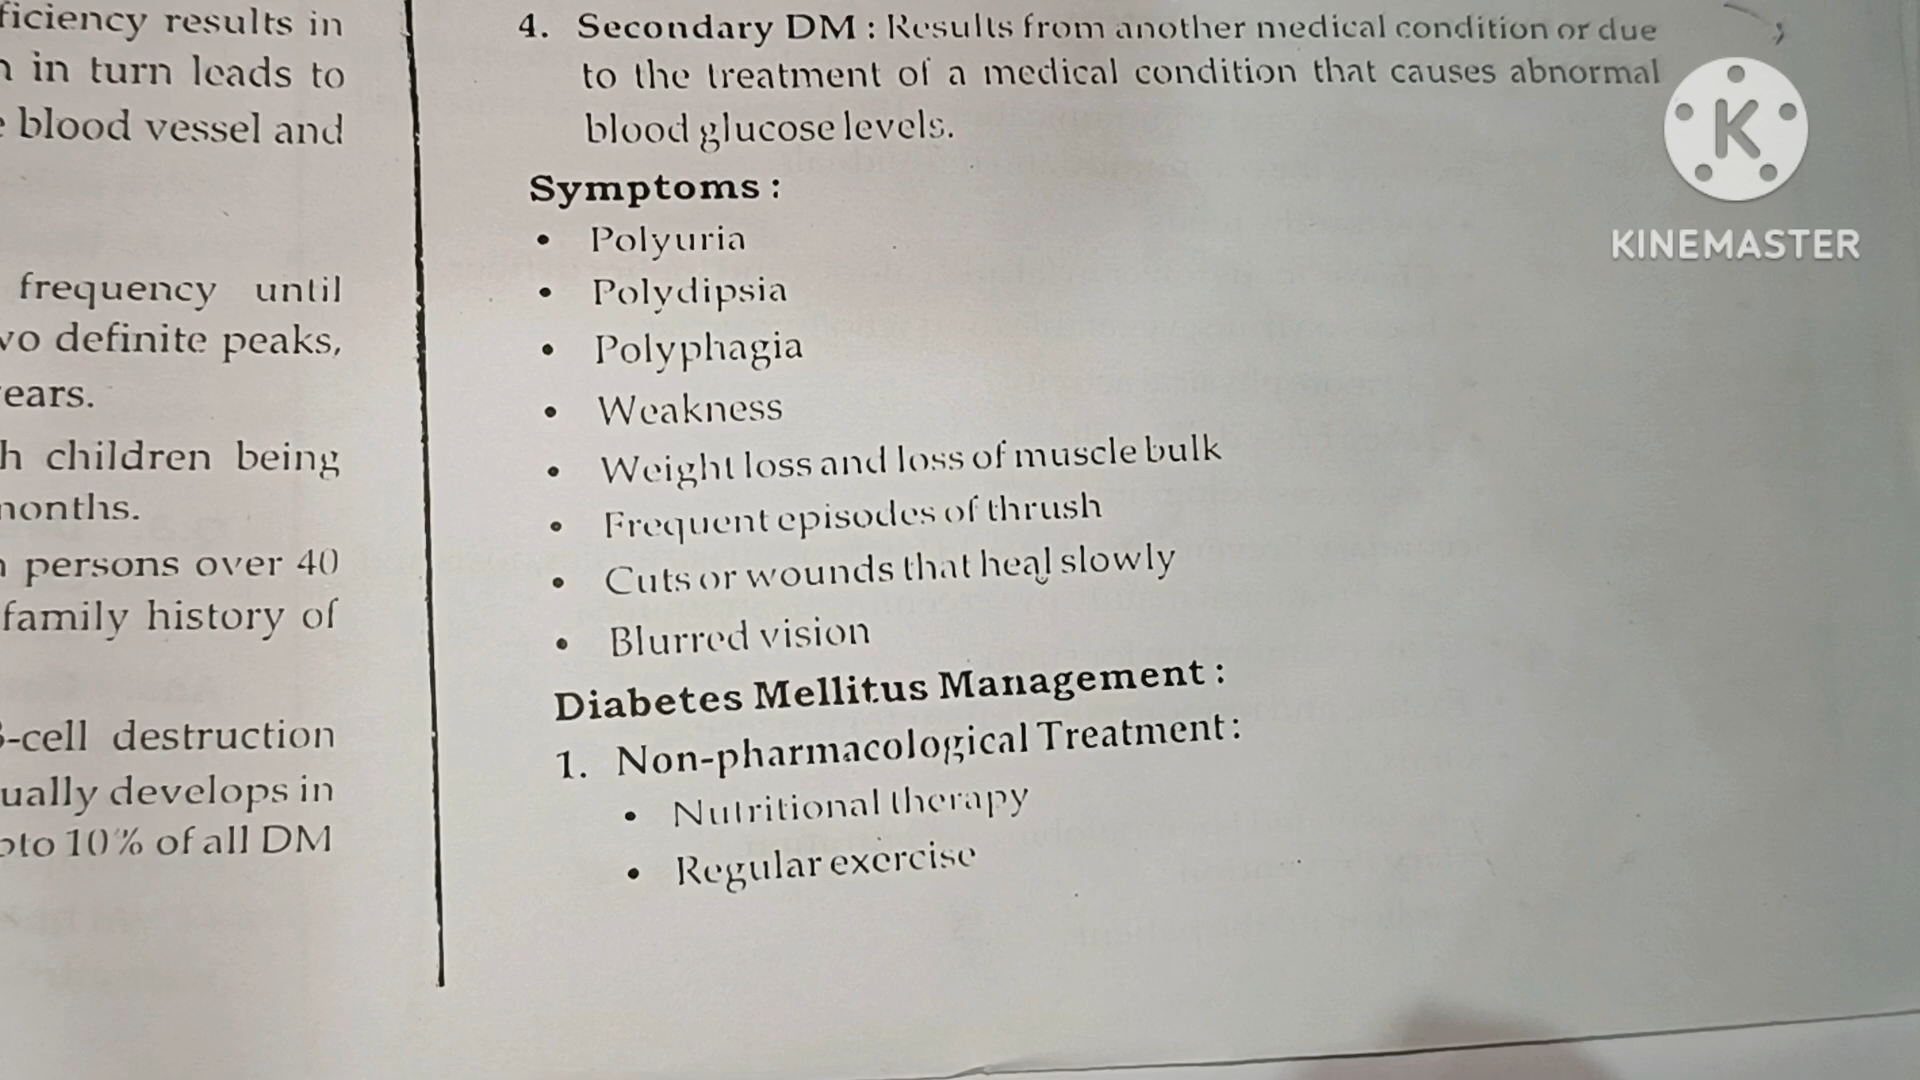 ficiency results in
in turn leads to
blood vessel and
frequency until
definite peaks,
ears.
children being
months.
persons over 40
family history of
-cell destruction
ually develops in
10% of all DM
4. Secondary DM : Results from another medical condition or due
to the treatment of a medical condition that causes abnormal
blood glucose levels.
Symptoms :
• Polyuria
• Polydipsia
• Polyphagia
• Weakness
• Weight loss and loss of muscle bulk
• Frequent episodes of thrush
• Cuts or wounds that heal slowly
• Blurred vision
Diabetes Mellitus Management :
1. Non-pharmacological Treatment :
• Nutritional therapy
• Regular exercise
K
KINEMASTER